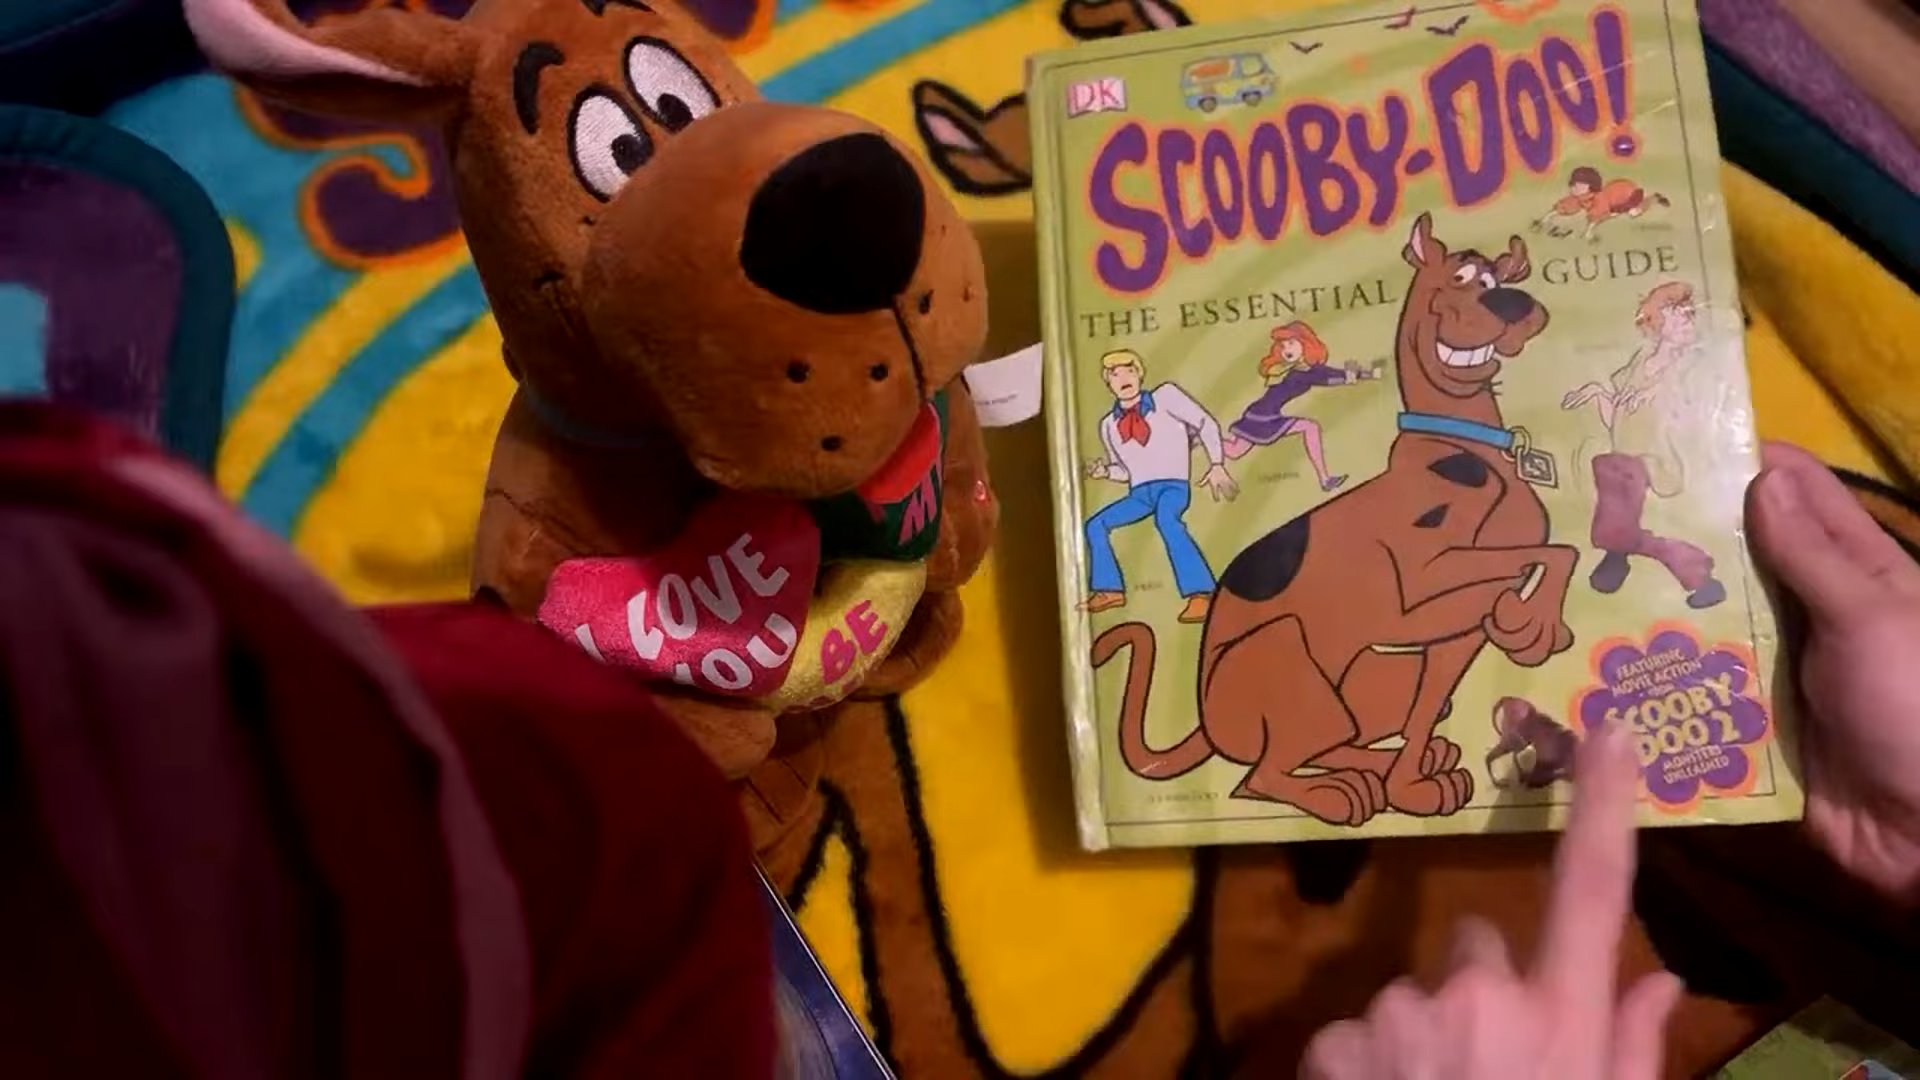 DK
SCOOBY-DOO!
THE ESSENTIAL GUIDE
I LOVE
YOU
BE
M
FEATURING
MOVIE ACTION
FROM
SCOOBY
DOO 2
MONSTERS
UNLEASHED